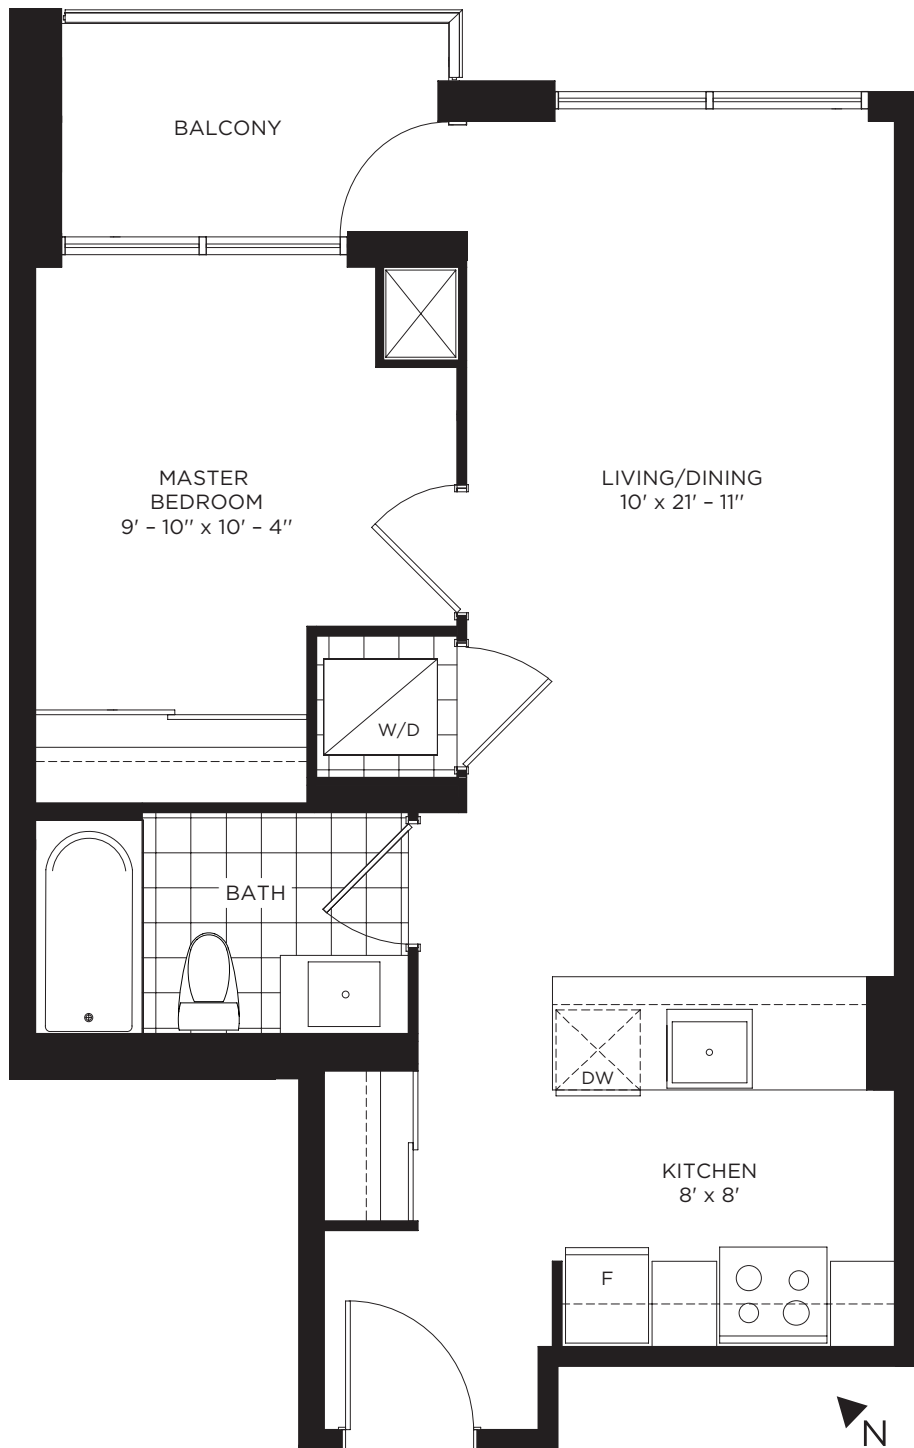 BALCONY
MASTER
BEDROOM
9' – 10'' x 10' – 4''
LIVING/DINING
10' x 21' – 11''
W/D
BATH
DW
KITCHEN
8' x 8'
F
N